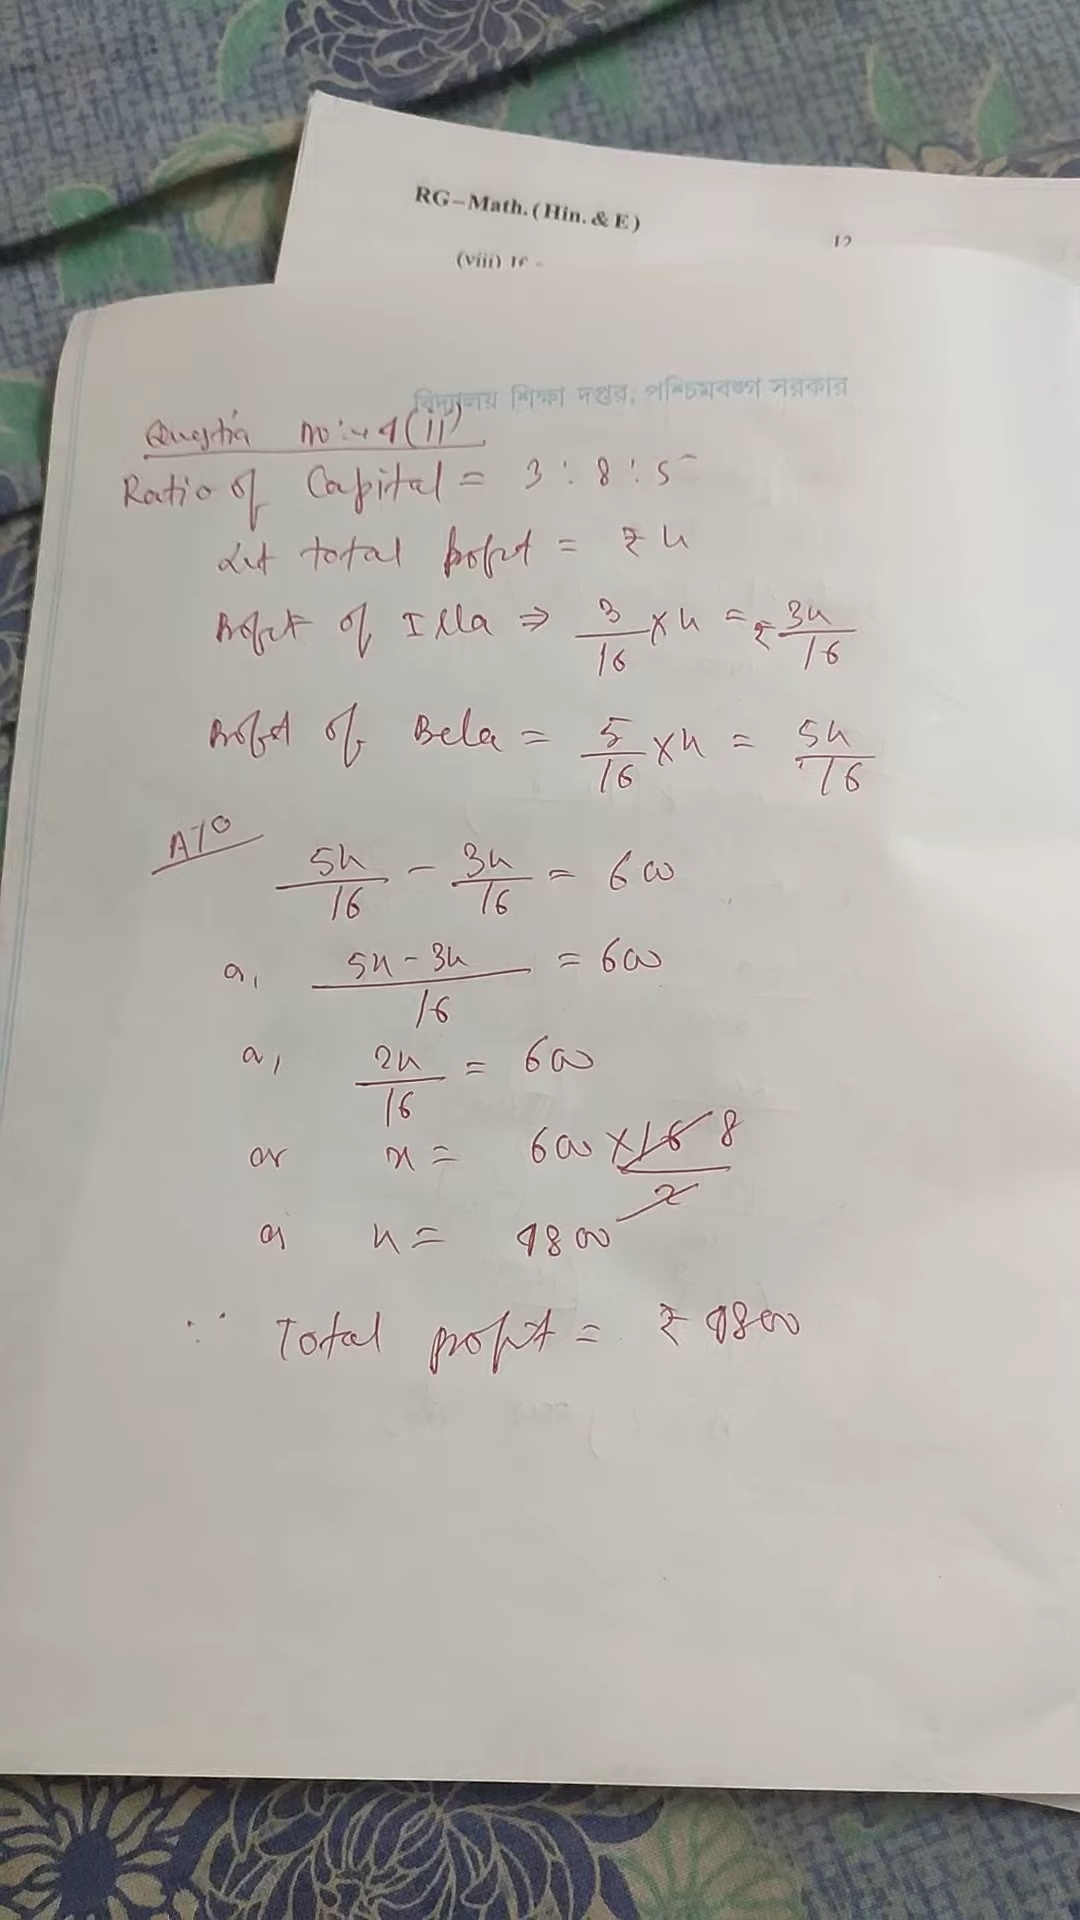 RG-Math. (Hin. & E)
12
(viii) If
বিদ্যালয় শিক্ষা দপ্তর, পশ্চিমবঙ্গ সরকার
Question no:- 4(ii)
Ratio of Capital = 3 : 8 : 5
Let total profit = ₹ x
Profit of Illa ⇒ 3/16 × x = ₹ 3x/16
Profit of Bela = 5/16 × x = 5x/16
ATQ
5x/16 - 3x/16 = 600
or, 5x - 3x/16 = 600
or, 2x/16 = 600
or x = 600 × 16 8/2
or x = 4800
∵ Total profit = ₹ 4800